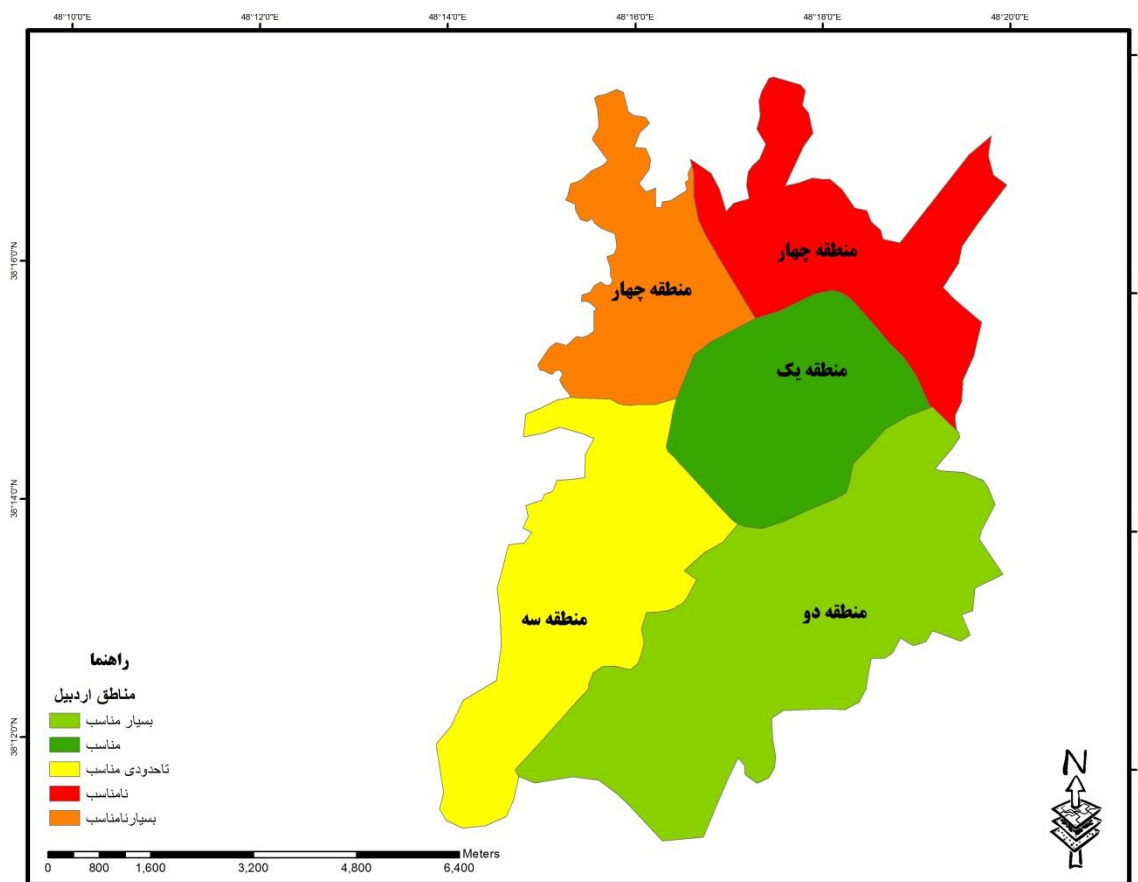 48°10'0"E 48°12'0"E 48°14'0"E 48°16'0"E 48°18'0"E 48°20'0"E
38°16'0"N
38°14'0"N
38°12'0"N
منطقه چهار
منطقه چهار
منطقه یک
منطقه سه
منطقه دو
راهنما
مناطق اردبیل
بسیار مناسب
مناسب
تاحدودی مناسب
نامناسب
بسیارنامناسب
0 800 1,600 3,200 4,800 6,400 Meters
N